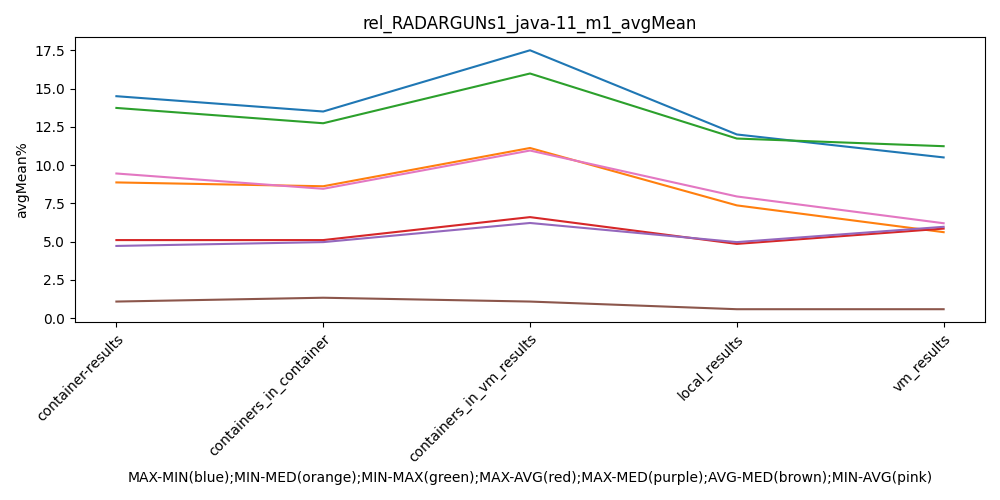 rel_RADARGUNs1_java-11_m1_avgMean
17.5
15.0
12.5
10.0
7.5
5.0
2.5
0.0
avgMean%
container-results
containers_in_container
containers_in_vm_results
local_results
vm_results
MAX-MIN(blue);MIN-MED(orange);MIN-MAX(green);MAX-AVG(red);MAX-MED(purple);AVG-MED(brown);MIN-AVG(pink)